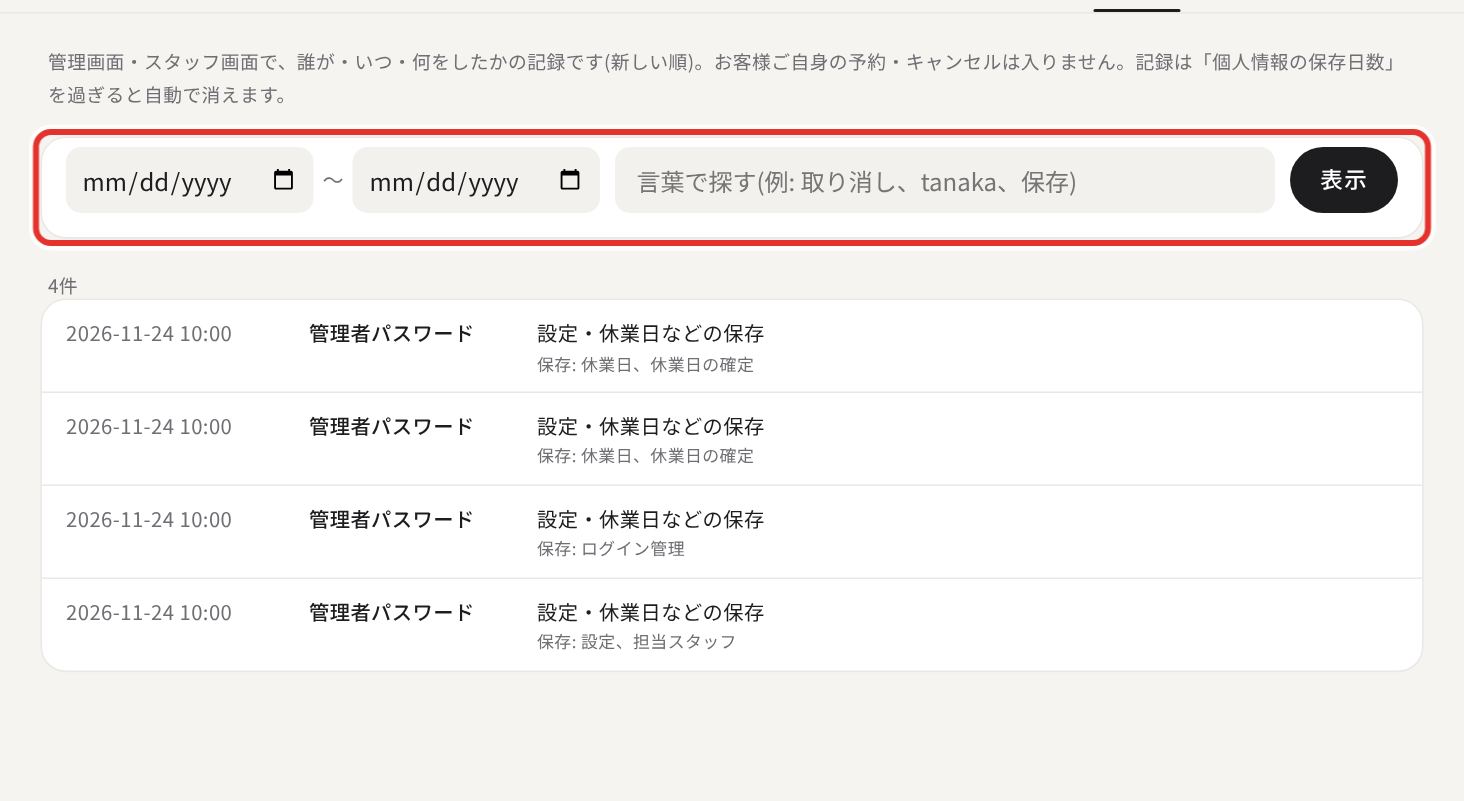 管理画面・スタッフ画面で、誰が・いつ・何をしたかの記録です(新しい順)。お客様ご自身の予約・キャンセルは入りません。記録は「個人情報の保存日数」
を過ぎると自動で消えます。
mm/dd/yyyy ～ mm/dd/yyyy 言葉で探す(例: 取り消し、tanaka、保存) 表示
4件
2026-11-24 10:00 管理者パスワード 設定・休業日などの保存
保存: 休業日、休業日の確定
2026-11-24 10:00 管理者パスワード 設定・休業日などの保存
保存: 休業日、休業日の確定
2026-11-24 10:00 管理者パスワード 設定・休業日などの保存
保存: ログイン管理
2026-11-24 10:00 管理者パスワード 設定・休業日などの保存
保存: 設定、担当スタッフ